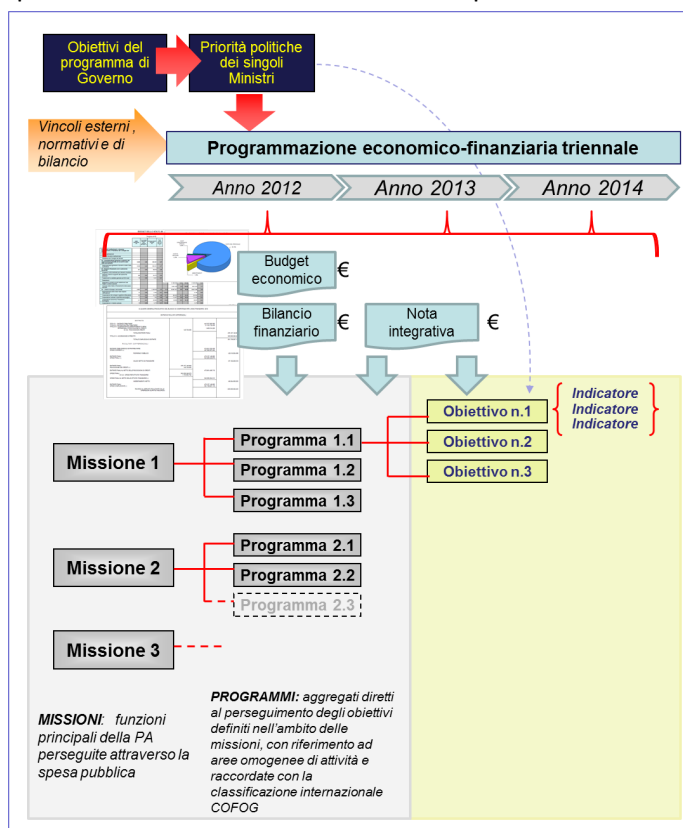 Obiettivi del
programma di
Governo
Priorità politiche
dei singoli
Ministri
Vincoli esterni ,
normativi e di
bilancio
Programmazione economico-finanziaria triennale
Anno 2012
Anno 2013
Anno 2014
Budget
economico
€
Bilancio
finanziario
€
Nota
integrativa
€
Obiettivo n.1
Obiettivo n.2
Obiettivo n.3
Indicatore
Indicatore
Indicatore
Missione 1
Programma 1.1
Programma 1.2
Programma 1.3
Missione 2
Programma 2.1
Programma 2.2
Programma 2.3
Missione 3
MISSIONI: funzioni
principali della PA
perseguite attraverso la
spesa pubblica
PROGRAMMI: aggregati diretti
al perseguimento degli obiettivi
definiti nell'ambito delle
missioni, con riferimento ad
aree omogenee di attività e
raccordate con la
classificazione internazionale
COFOG